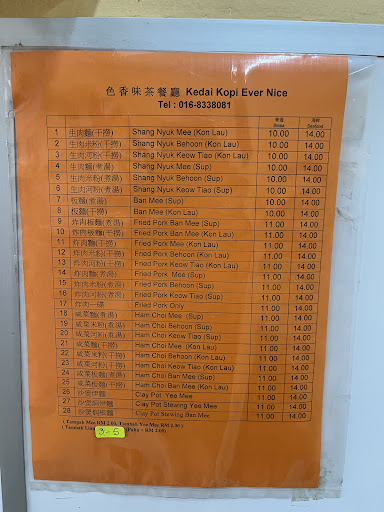 色香味茶餐廳 Kedai Kopi Ever Nice
Tel : 016-8338081
海鮮 Seafood
1 生肉麵(干撈) Shang Nyuk Mee (Kon Lau) 10.00 14.00
2 生肉米粉(干撈) Shang Nyuk Behoon (Kon Lau) 10.00 14.00
3 生肉河粉(干撈) Shang Nyuk Keow Tiao (Kon Lau) 10.00 14.00
4 生肉麵(煮湯) Shang Nyuk Mee (Sup) 10.00 14.00
5 生肉米粉(煮湯) Shang Nyuk Behoon (Sup) 10.00 14.00
6 生肉河粉(煮湯) Shang Nyuk Keow Tiao (Sup) 10.00 14.00
7 板麵(煮湯) Ban Mee (Sup) 10.00 14.00
8 板麵(干撈) Ban Mee (Kon Lau) 10.00 14.00
9 炸肉板麵(煮湯) Fried Pork Ban Mee (Sup) 11.00 14.00
10 炸肉板麵(干撈) Fried Pork Ban Mee (Kon Lau) 11.00 14.00
11 炸肉麵(干撈) Fried Pork Mee (Kon Lau) 11.00 14.00
12 炸肉米粉(干撈) Fried Pork Behoon (Kon Lau) 11.00 14.00
13 炸肉河粉(干撈) Fried Pork Keow Tiao (Kon Lau) 11.00 14.00
14 炸肉麵(煮湯) Fried Pork Mee (Sup) 11.00 14.00
15 炸肉米粉(煮湯) Fried Pork Behoon (Sup) 11.00 14.00
16 炸肉河粉(煮湯) Fried Pork Keow Tiao (Sup) 11.00 14.00
17 炸肉一碟 Fried Pork Only 11.00 14.00
18 咸菜麵(煮湯) Ham Choi Mee (Sup) 11.00 14.00
19 咸菜米粉(煮湯) Ham Choi Behoon (Sup) 11.00 14.00
20 咸菜河粉(煮湯) Ham Choi Keow Tiao (Sup) 11.00 14.00
21 咸菜麵(干撈) Ham Choi Mee (Kon Lau) 11.00 14.00
22 咸菜米粉(干撈) Ham Choi Behoon (Kon Lau) 11.00 14.00
23 咸菜河粉(干撈) Ham Choi Keow Tiao (Kon Lau) 11.00 14.00
24 咸菜板麵(煮湯) Ham Choi Ban Mee (Sup) 11.00 14.00
25 咸菜板麵(干撈) Ham Choi Ban Mee (Kon Lau) 11.00 14.00
26 沙煲伊麵 Clay Pot Yee Mee 11.00 14.00
27 沙煲焖伊麵 Clay Pot Stewing Yee Mee 11.00 14.00
28 沙煲焖板麵 Clay Pot Stewing Ban Mee 11.00 14.00
( Tambah Mee RM 2.00, Tambah Yee Mee RM 2.50 )
( Tambah
3-5